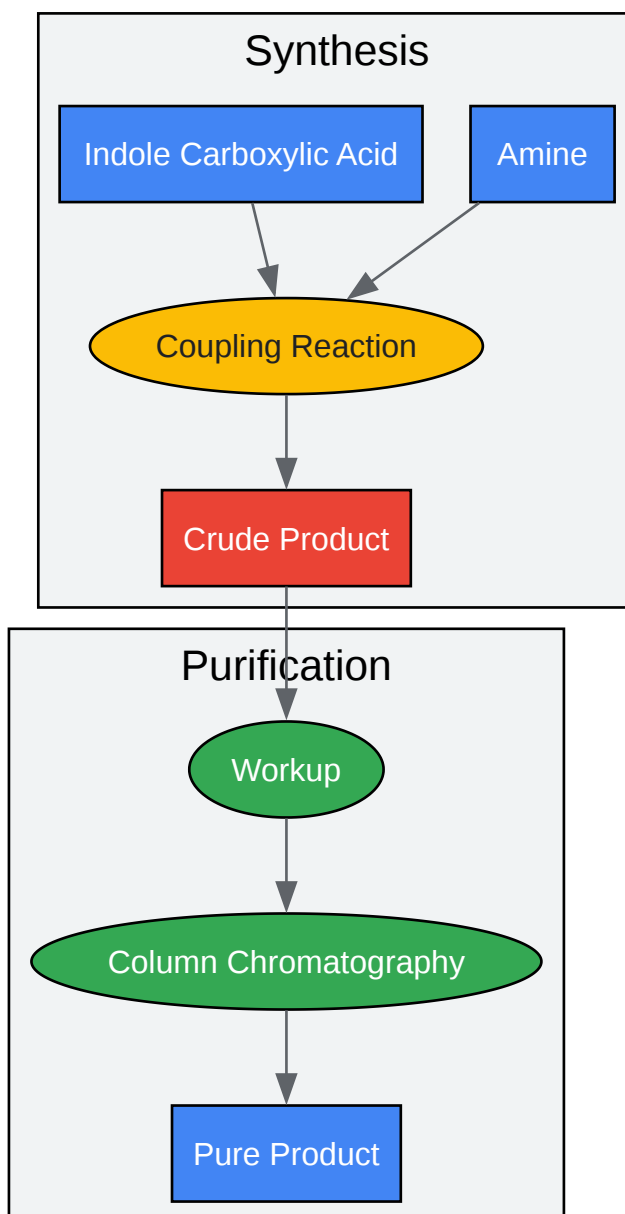 Synthesis
Indole Carboxylic Acid
Amine
Coupling Reaction
Crude Product
Purification
Workup
Column Chromatography
Pure Product